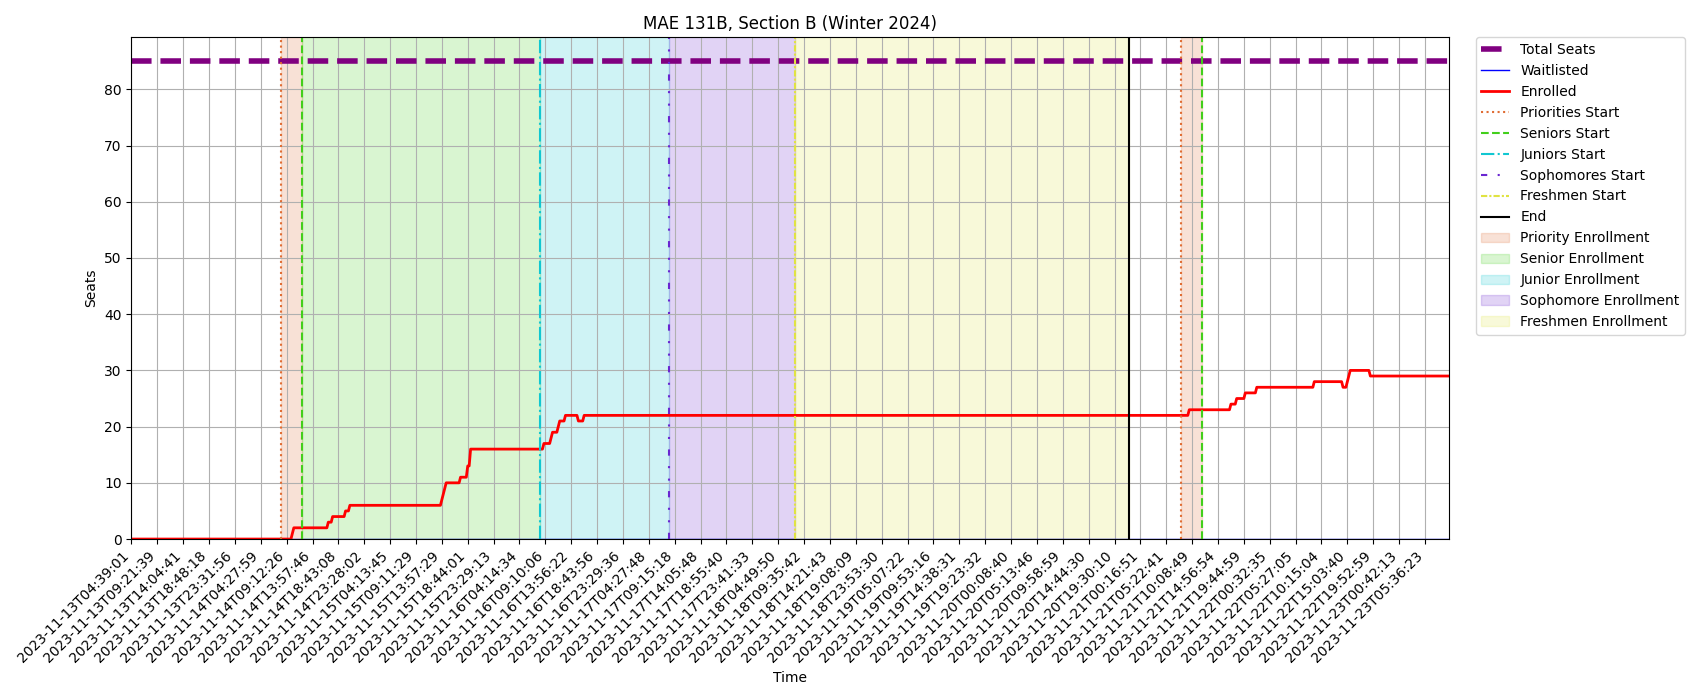 MAE 131B, Section B (Winter 2024)
Seats
80
70
60
50
40
30
20
10
0
2023-11-13T04:39:01
2023-11-13T09:21:39
2023-11-13T14:04:41
2023-11-13T18:48:18
2023-11-13T23:31:56
2023-11-14T04:27:59
2023-11-14T09:12:26
2023-11-14T13:57:46
2023-11-14T18:43:08
2023-11-14T23:28:02
2023-11-15T04:13:45
2023-11-15T09:11:29
2023-11-15T13:57:29
2023-11-15T18:44:01
2023-11-15T23:29:13
2023-11-16T04:14:34
2023-11-16T09:10:06
2023-11-16T13:56:22
2023-11-16T18:43:56
2023-11-16T23:29:36
2023-11-17T04:27:48
2023-11-17T09:15:18
2023-11-17T14:05:48
2023-11-17T18:55:40
2023-11-17T23:41:33
2023-11-18T04:49:50
2023-11-18T09:35:42
2023-11-18T14:21:43
2023-11-18T19:08:09
2023-11-18T23:53:30
2023-11-19T05:07:22
2023-11-19T09:53:16
2023-11-19T14:38:31
2023-11-19T19:23:32
2023-11-20T00:08:40
2023-11-20T05:13:46
2023-11-20T09:58:59
2023-11-20T14:44:30
2023-11-20T19:30:10
2023-11-21T00:16:51
2023-11-21T05:22:41
2023-11-21T10:08:49
2023-11-21T14:56:54
2023-11-21T19:44:59
2023-11-22T00:32:35
2023-11-22T05:27:05
2023-11-22T10:15:04
2023-11-22T15:03:40
2023-11-22T19:52:59
2023-11-23T00:42:13
2023-11-23T05:36:23
Time
Total Seats
Waitlisted
Enrolled
Priorities Start
Seniors Start
Juniors Start
Sophomores Start
Freshmen Start
End
Priority Enrollment
Senior Enrollment
Junior Enrollment
Sophomore Enrollment
Freshmen Enrollment